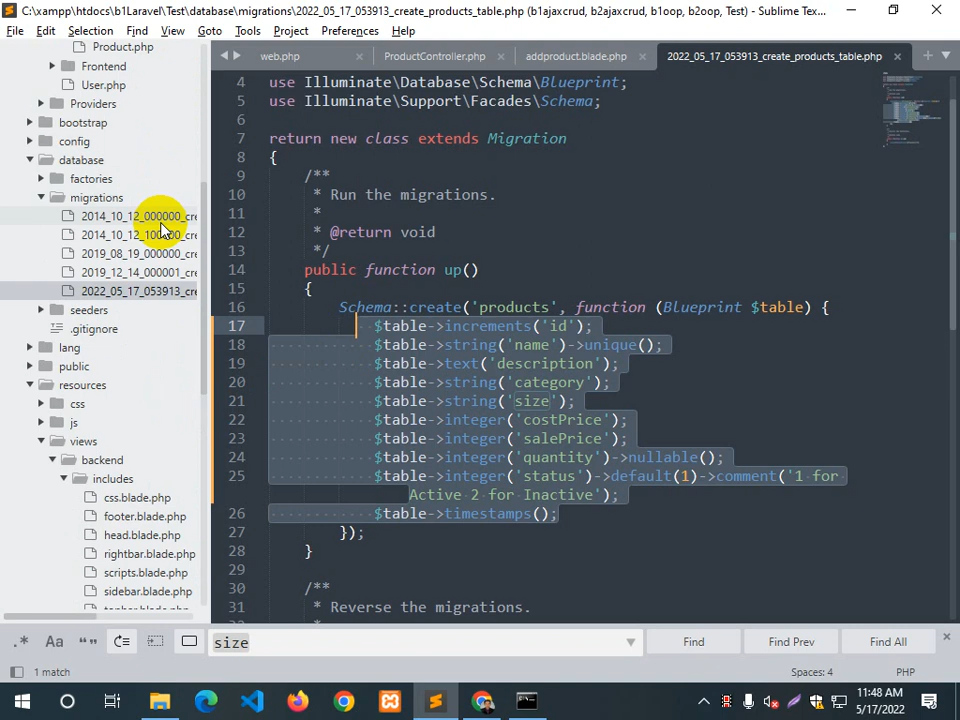 C:\xampp\htdocs\b1Laravel\Test\database\migrations\2022_05_17_053913_create_products_table.php (b1ajaxcrud, b2ajaxcrud, b1oop, b2oop, Test) - Sublime Tex...
File Edit Selection Find View Goto Tools Project Preferences Help
Product.php
Frontend
User.php
Providers
bootstrap
config
database
factories
migrations
2014_10_12_000000_cre
2014_10_12_100000_cre
2019_08_19_000000_cre
2019_12_14_000001_cre
2022_05_17_053913_cre
seeders
.gitignore
lang
public
resources
css
js
views
backend
includes
css.blade.php
footer.blade.php
head.blade.php
rightbar.blade.php
scripts.blade.php
sidebar.blade.php
web.php ProductController.php addproduct.blade.php 2022_05_17_053913_create_products_table.php
4 use Illuminate\Database\Schema\Blueprint;
5 use Illuminate\Support\Facades\Schema;
6
7 return new class extends Migration
8 {
9 /**
10 * Run the migrations.
11 *
12 * @return void
13 */
14 public function up()
15 {
16 Schema::create('products', function (Blueprint $table) {
17 $table->increments('id');
18 $table->string('name')->unique();
19 $table->text('description');
20 $table->string('category');
21 $table->string('size');
22 $table->integer('costPrice');
23 $table->integer('salePrice');
24 $table->integer('quantity')->nullable();
25 $table->integer('status')->default(1)->comment('1 for
Active 2 for Inactive');
26 $table->timestamps();
27 });
28 }
29
30 /**
31 * Reverse the migrations.
.* Aa “” size Find Find Prev Find All
1 match Spaces: 4 PHP
11:48 AM
5/17/2022